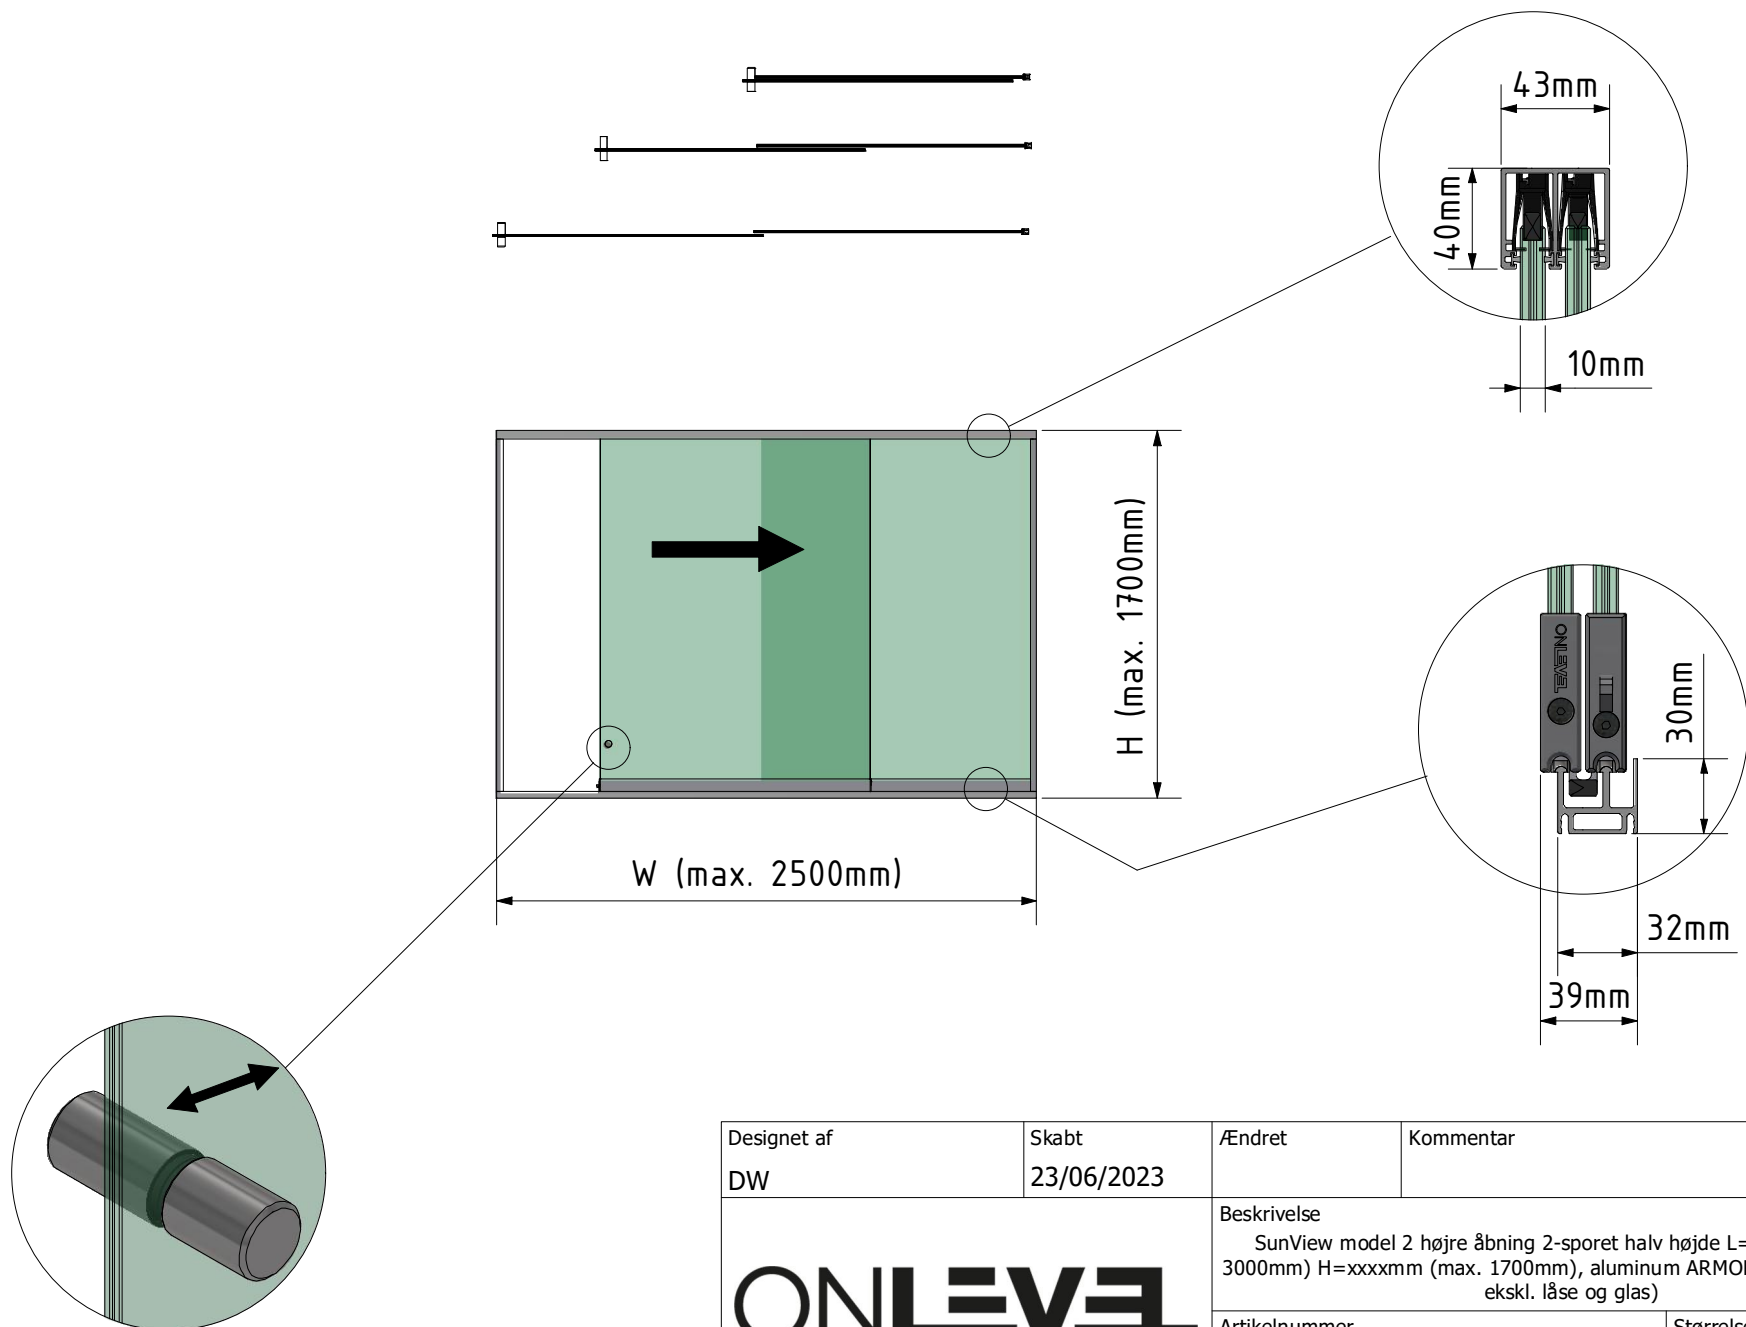 43mm
40mm
10mm
H (max. 1700mm)
W (max. 2500mm)
ONLEVEL
30mm
32mm
39mm
Designet af
DW
Skabt
23/06/2023
Ændret
Kommentar
Beskrivelse
SunView model 2 højre åbning 2-sporet halv højde L=
3000mm) H=xxxxmm (max. 1700mm), aluminum
ekskl. låse og glas)
ONLEVEL
Artikelnummer